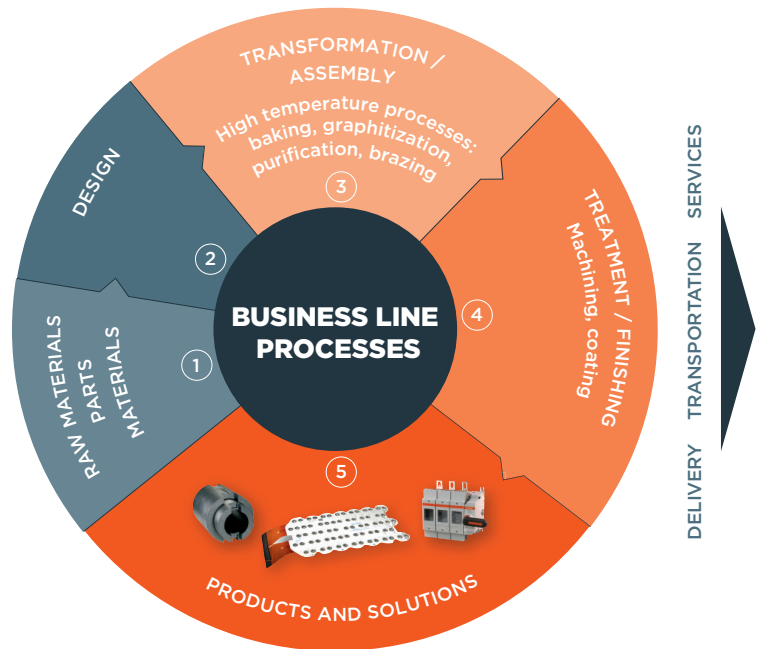 BUSINESS LINE
PROCESSES
1
RAW MATERIALS
PARTS
MATERIALS
2
DESIGN
3
TRANSFORMATION /
ASSEMBLY
High temperature processes:
baking, graphitization,
purification, brazing
4
TREATMENT / FINISHING
Machining, coating
5
PRODUCTS AND SOLUTIONS
DELIVERY TRANSPORTATION SERVICES